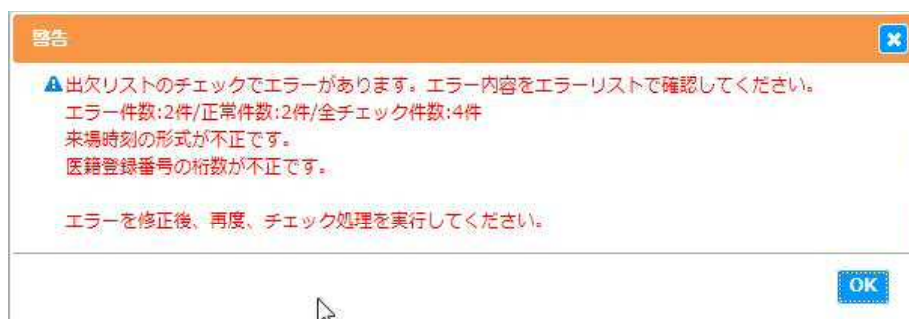 警告
出欠リストのチェックでエラーがあります。エラー内容をエラーリストで確認してください。
エラー件数:2件/正常件数:2件/全チェック件数:4件
来場時刻の形式が不正です。
医籍登録番号の桁数が不正です。
エラーを修正後、再度、チェック処理を実行してください。
OK